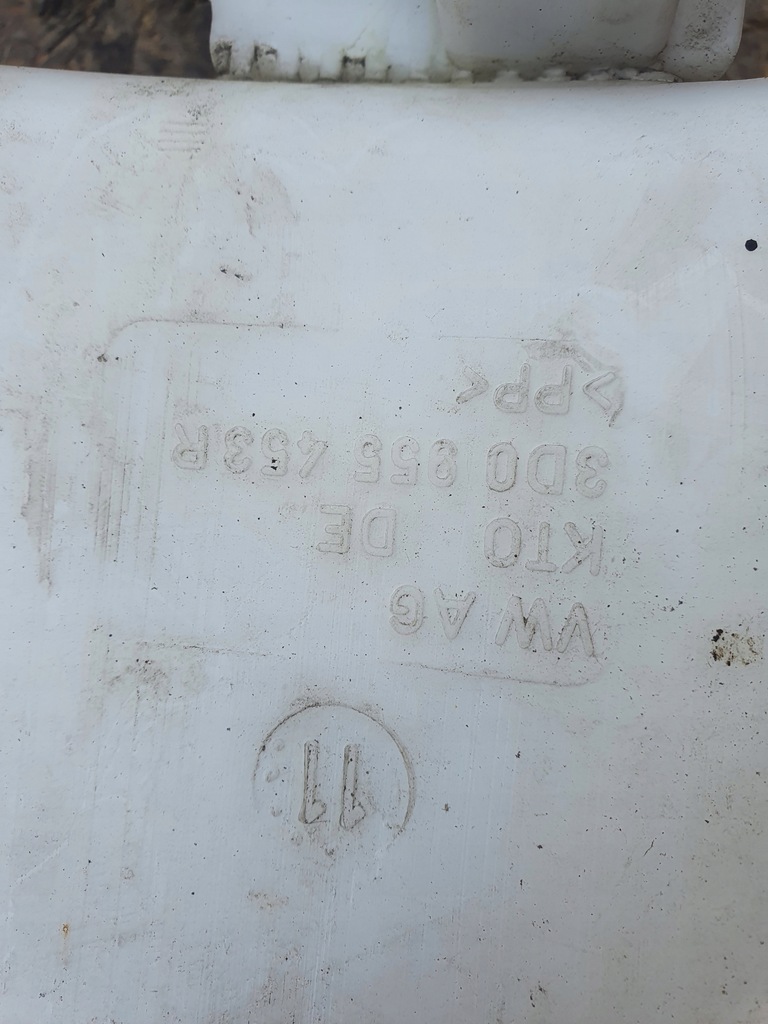 11
VW AG
KTO DE
3D0 955 453R
>PP<